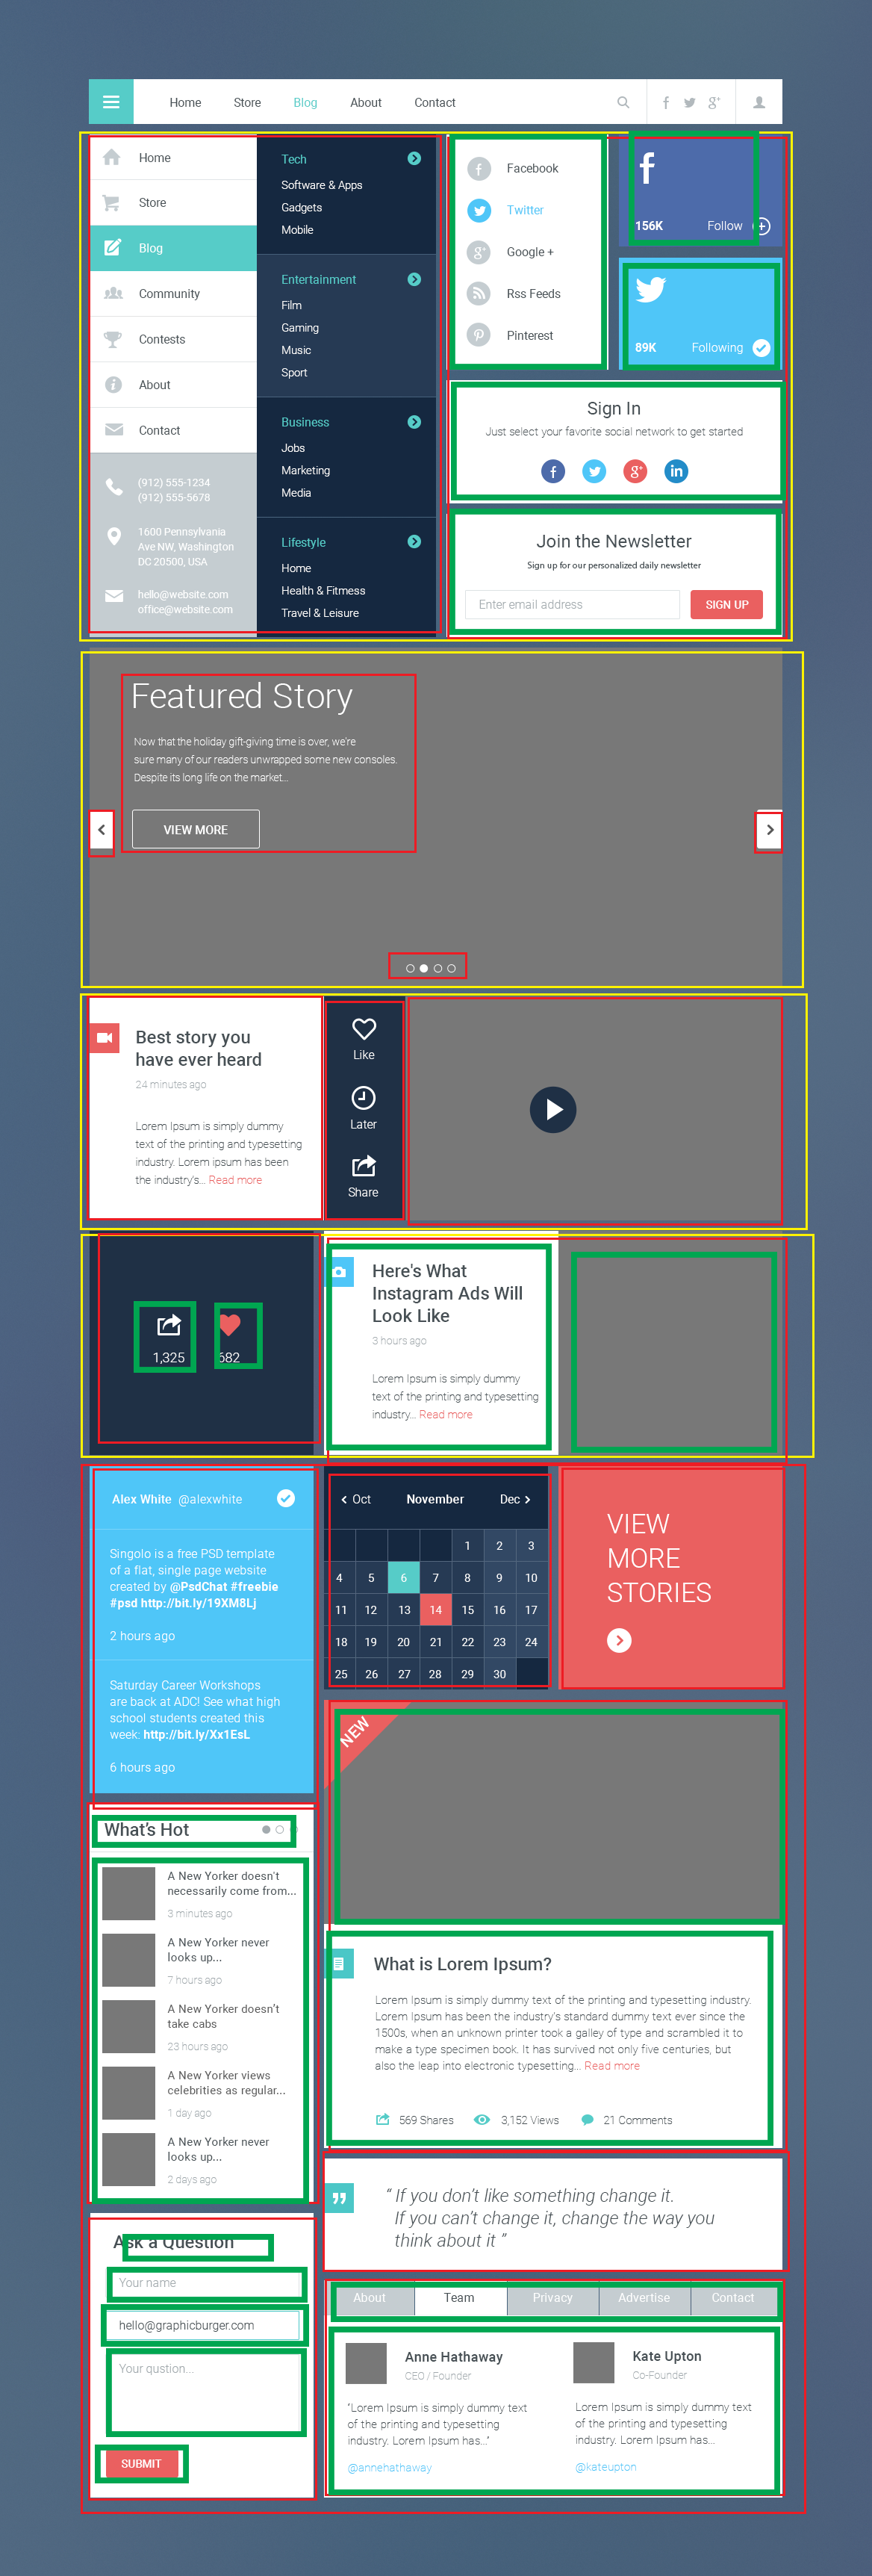 Home Store Blog About Contact
Home
Store
Blog
Community
Contests
About
Contact
(912) 555-1234
(912) 555-5678
1600 Pennsylvania
Ave NW, Washington
DC 20500, USA
hello@website.com
office@website.com
Tech
Software & Apps
Gadgets
Mobile
Entertainment
Film
Gaming
Music
Sport
Business
Jobs
Marketing
Media
Lifestyle
Home
Health & Fitmess
Travel & Leisure
Facebook
Twitter
Google +
Rss Feeds
Pinterest
156K Follow
89K Following
Sign In
Just select your favorite social network to get started
Join the Newsletter
Sign up for our personalized daily newsletter
Enter email address SIGN UP
Featured Story
Now that the holiday gift-giving time is over, we're
sure many of our readers unwrapped some new consoles.
Despite its long life on the market...
VIEW MORE
Best story you
have ever heard
24 minutes ago
Lorem Ipsum is simply dummy
text of the printing and typesetting
industry. Lorem ipsum has been
the industry's... Read more
Like
Later
Share
1,325 682
Here's What
Instagram Ads Will
Look Like
3 hours ago
Lorem Ipsum is simply dummy
text of the printing and typesetting
industry... Read more
Alex White @alexwhite
Singolo is a free PSD template
of a flat, single page website
created by @PsdChat #freebie
#psd http://bit.ly/19XM8Lj
2 hours ago
Saturday Career Workshops
are back at ADC! See what high
school students created this
week: http://bit.ly/Xx1EsL
6 hours ago
Oct November Dec
1 2 3
4 5 6 7 8 9 10
11 12 13 14 15 16 17
18 19 20 21 22 23 24
25 26 27 28 29 30
VIEW
MORE
STORIES
NEW
What's Hot
A New Yorker doesn't
necessarily come from...
3 minutes ago
A New Yorker never
looks up...
7 hours ago
A New Yorker doesn't
take cabs
23 hours ago
A New Yorker views
celebrities as regular...
1 day ago
A New Yorker never
looks up...
2 days ago
What is Lorem Ipsum?
Lorem Ipsum is simply dummy text of the printing and typesetting industry.
Lorem Ipsum has been the industry's standard dummy text ever since the
1500s, when an unknown printer took a galley of type and scrambled it to
make a type specimen book. It has survived not only five centuries, but
also the leap into electronic typesetting... Read more
569 Shares 3,152 Views 21 Comments
“ If you don't like something change it.
If you can't change it, change the way you
think about it ”
Ask a Question
Your name
hello@graphicburger.com
Your qustion...
SUBMIT
About Team Privacy Advertise Contact
Anne Hathaway
CEO / Founder
“Lorem Ipsum is simply dummy text
of the printing and typesetting
industry. Lorem Ipsum has...”
@annehathaway
Kate Upton
Co-Founder
Lorem Ipsum is simply dummy text
of the printing and typesetting
industry. Lorem Ipsum has...
@kateupton